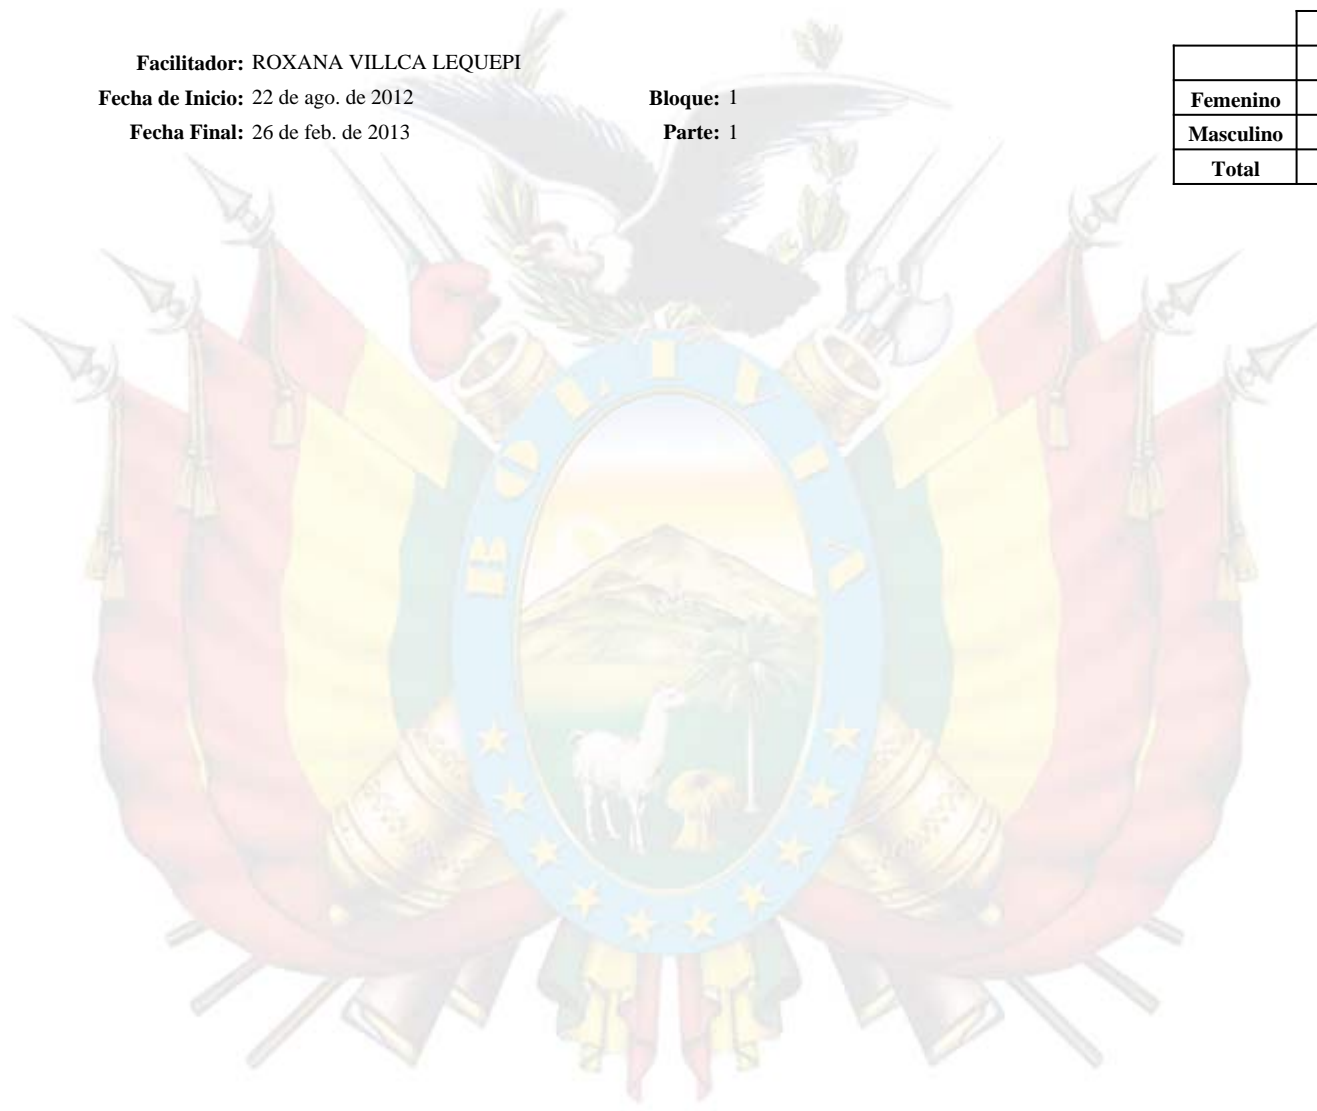 Facilitador: ROXANA VILLCA LEQUEPI
Fecha de Inicio: 22 de ago. de 2012
Bloque: 1
Fecha Final: 26 de feb. de 2013
Parte: 1
Femenino
Masculino
Total
BOLIVIA